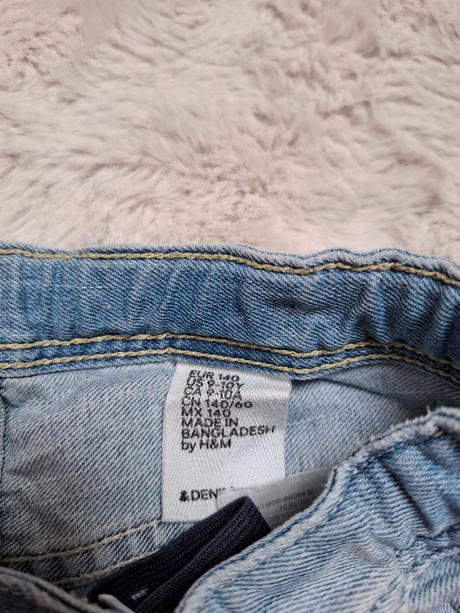 EUR 140
US 9-10Y
CA 9-10A
CN 140/60
MX 140
MADE IN
BANGLADESH
by H&M
&DENIM